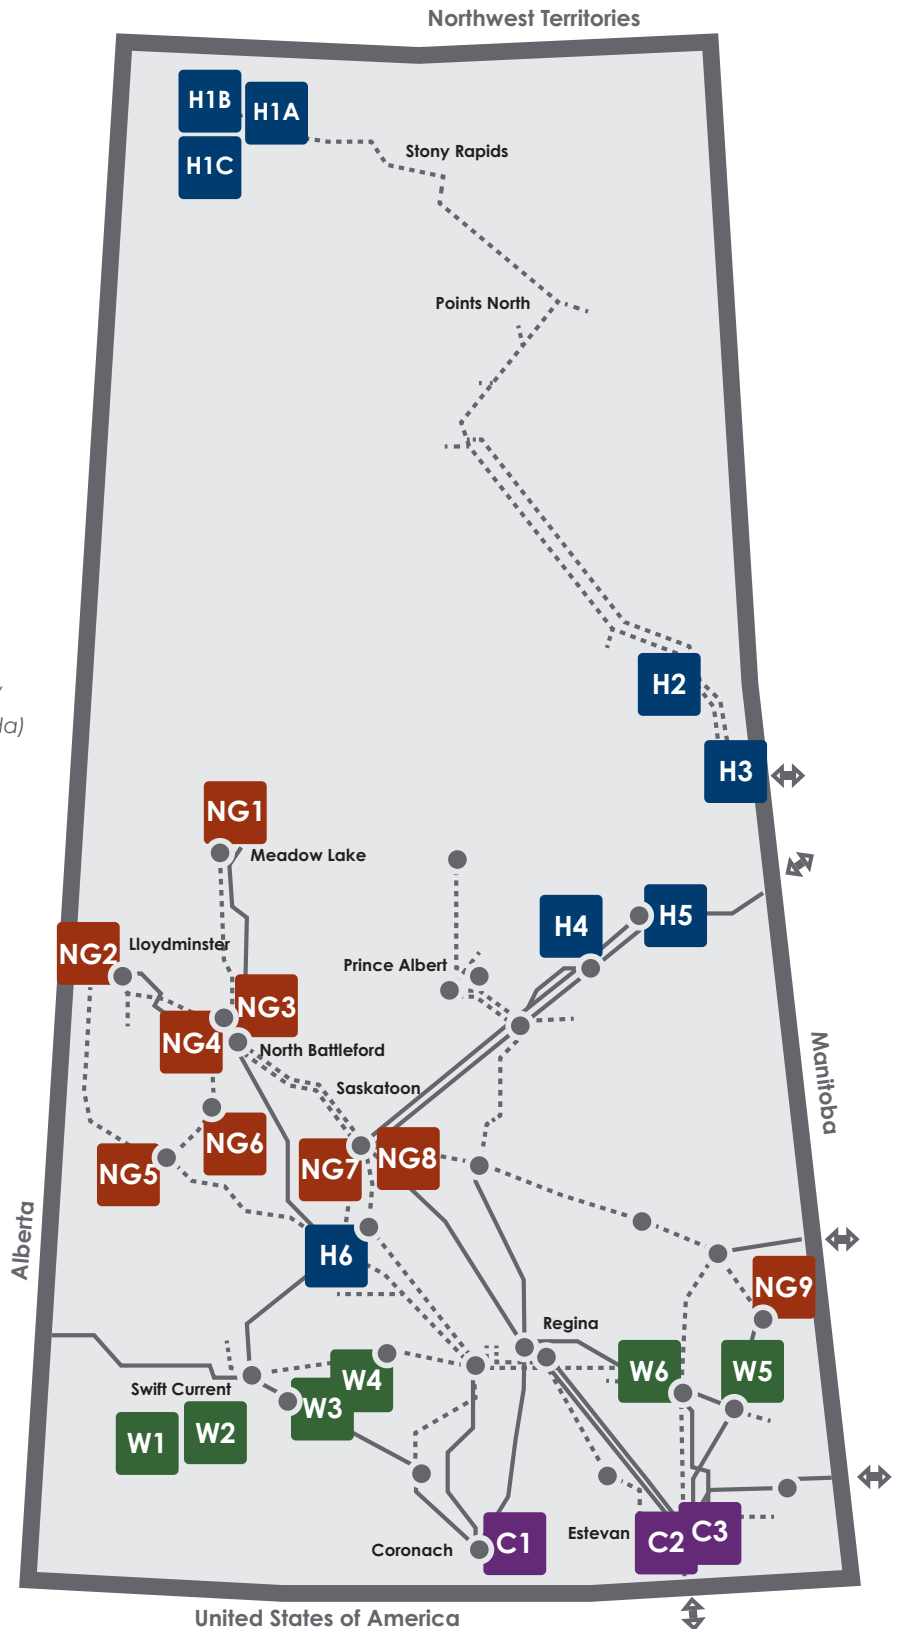 Northwest Territories
H1B
H1A
H1C
Stony Rapids
Points North
H2
da)
H3
NG1
Meadow Lake
H4
H5
NG2
Lloydminster
Prince Albert
NG3
NG4
North Battleford
Saskatoon
Manitoba
NG6
NG5
NG7
NG8
Alberta
H6
NG9
Regina
W6
W5
W4
Swift Current
W3
W1
W2
Estevan
C1
C2
C3
Coronach
United States of America